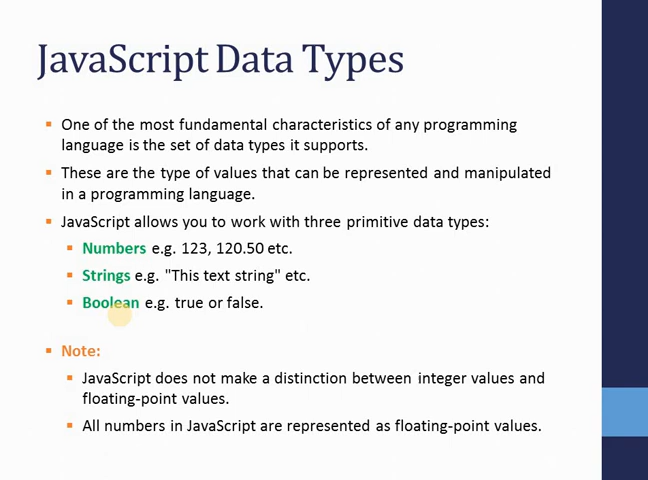 JavaScript Data Types
One of the most fundamental characteristics of any programming
language is the set of data types it supports.
These are the type of values that can be represented and manipulated
in a programming language.
JavaScript allows you to work with three primitive data types:
Numbers e.g. 123, 120.50 etc.
Strings e.g. "This text string" etc.
Boolean e.g. true or false.
Note:
JavaScript does not make a distinction between integer values and
floating-point values.
All numbers in JavaScript are represented as floating-point values.